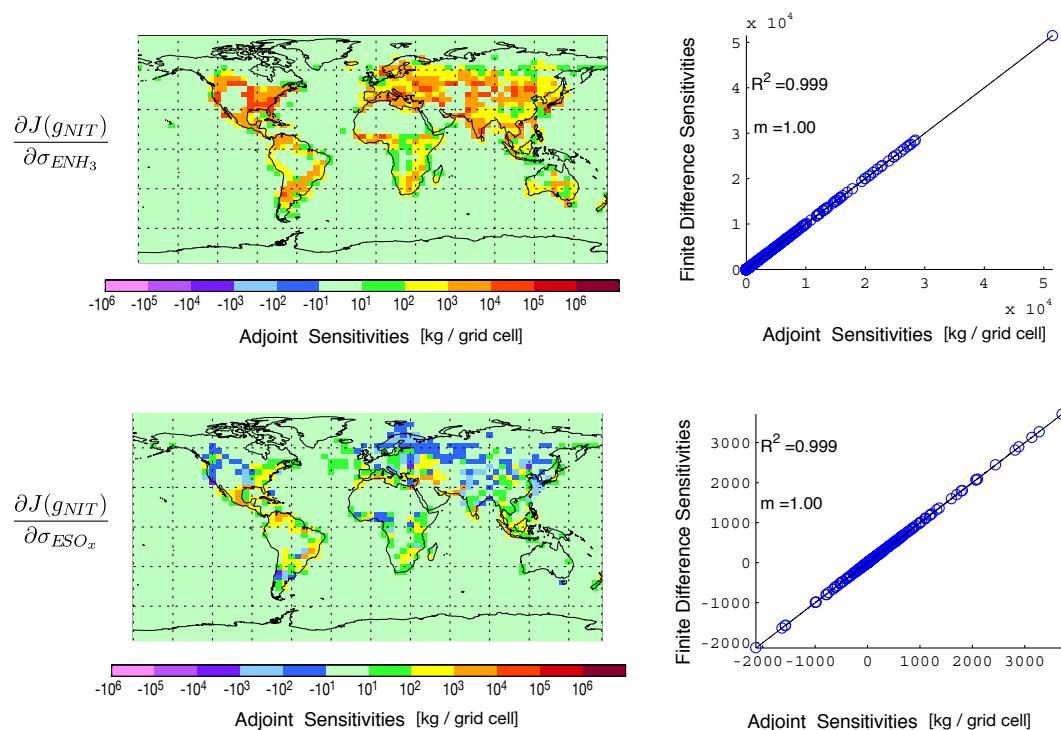 ∂J(g_NIT)
∂σ_ENH₃
-10⁶ -10⁵ -10⁴ -10³ -10² -10¹ 10¹ 10² 10³ 10⁴ 10⁵ 10⁶
Adjoint Sensitivities [kg / grid cell]
x 10⁴
5
4
3
2
1
0
R² =0.999
m =1.00
Finite Difference Sensitivities
0 1 2 3 4 5
x 10⁴
Adjoint Sensitivities [kg / grid cell]
∂J(g_NIT)
∂σ_ESOₓ
-10⁶ -10⁵ -10⁴ -10³ -10² -10¹ 10¹ 10² 10³ 10⁴ 10⁵ 10⁶
Adjoint Sensitivities [kg / grid cell]
3000
2000
1000
0
-1000
-2000
R² =0.999
m =1.00
Finite Difference Sensitivities
-2000 -1000 0 1000 2000 3000
Adjoint Sensitivities [kg / grid cell]